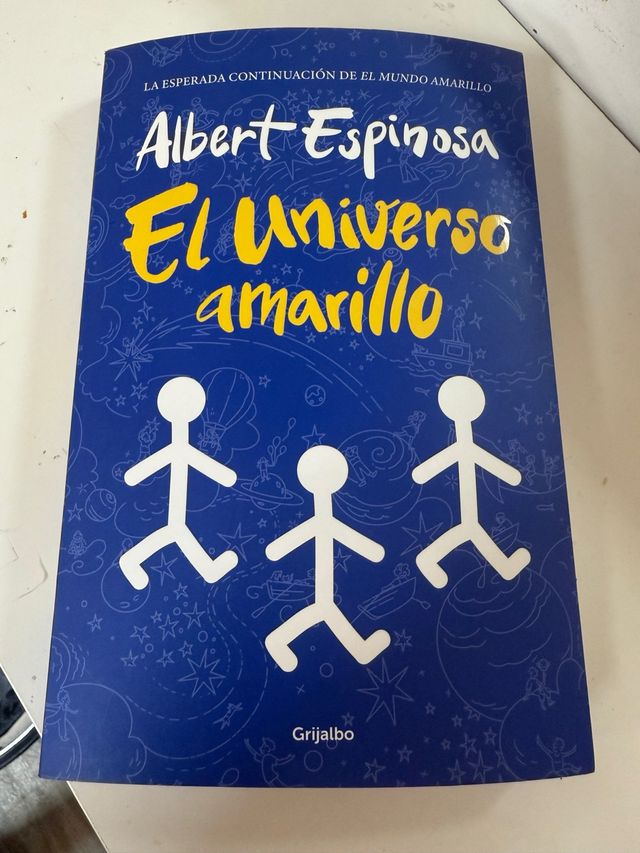 LA ESPERADA CONTINUACIÓN DE EL MUNDO AMARILLO
Albert Espinosa
El Universo
amarillo
Grijalbo